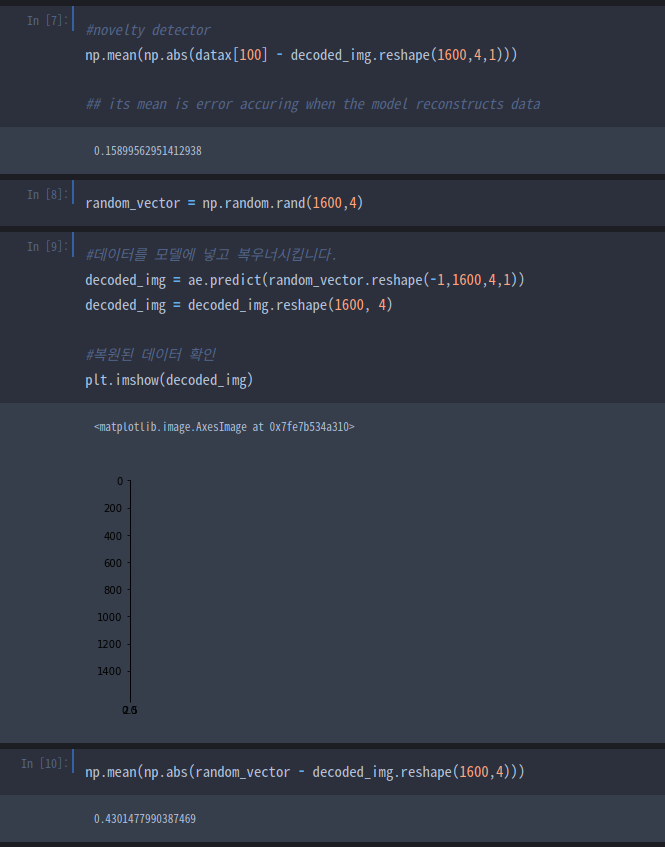 In [7]:
#novelty detector
np.mean(np.abs(datax[100] - decoded_img.reshape(1600,4,1)))
## its mean is error accuring when the model reconstructs data
0.15899562951412938
In [8]:
random_vector = np.random.rand(1600,4)
In [9]:
#데이터를 모델에 넣고 복우너시킵니다.
decoded_img = ae.predict(random_vector.reshape(-1,1600,4,1))
decoded_img = decoded_img.reshape(1600, 4)
#복원된 데이터 확인
plt.imshow(decoded_img)
<matplotlib.image.AxesImage at 0x7fe7b534a310>
0
200
400
600
800
1000
1200
1400
In [10]:
np.mean(np.abs(random_vector - decoded_img.reshape(1600,4)))
0.4301477990387469